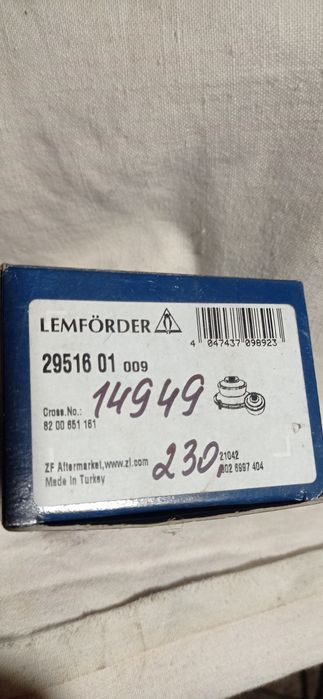 LEMFÖRDER
4 047437 098923
29516 01 009
14949
Cross.No.:
82 00 651 161
230
21042
ZF Aftermarket,www.zf.com
Made in Turkey
002 6997 404